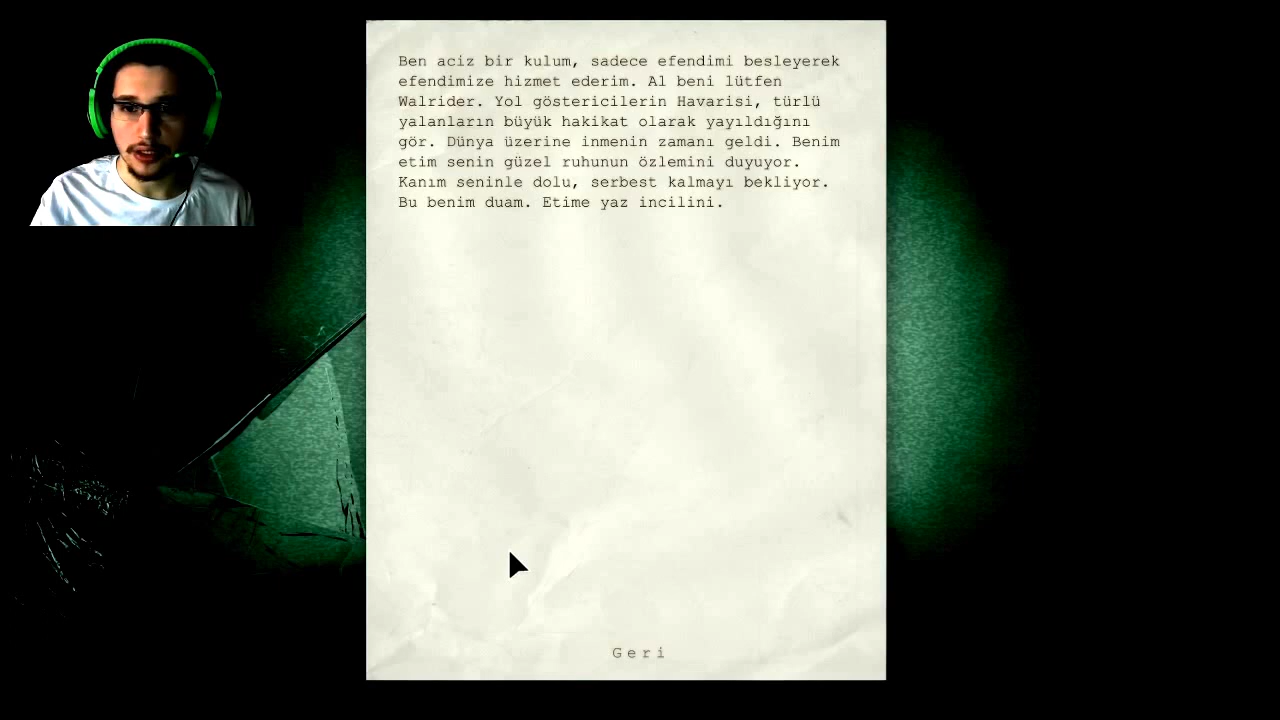 Ben aciz bir kulum, sadece efendimi besleyerek
efendimize hizmet ederim. Al beni lütfen
Walrider. Yol göstericilerin Havarisi, türlü
yalanların büyük hakikat olarak yayıldığını
gör. Dünya üzerine inmenin zamanı geldi. Benim
etim senin güzel ruhunun özlemini duyuyor.
Kanım seninle dolu, serbest kalmayı bekliyor.
Bu benim duam. Etime yaz incilini.
Geri